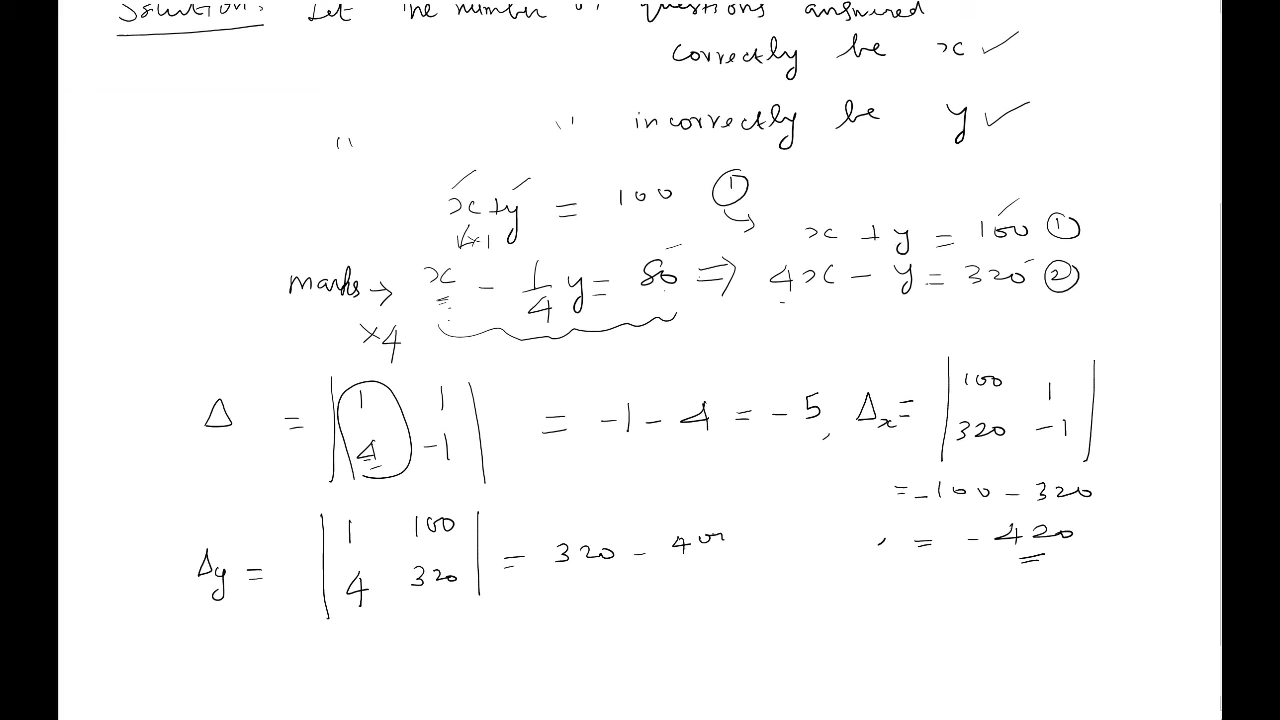 Solution: Let the number of questions answered
correctly be x ✓
" " incorrectly be y ✓
x + y = 100 ①
x + y = 100 ①
marks → x - 1/4 y = 80 ⇒ 4x - y = 320 ②
×4
Δ = | 1 1 | = -1 - 4 = -5, Δx = | 100 1 |
| 4 -1 | | 320 -1 |
= -100 - 320
Δy = | 1 100 | = 320 - 400 , = -420
| 4 320 |